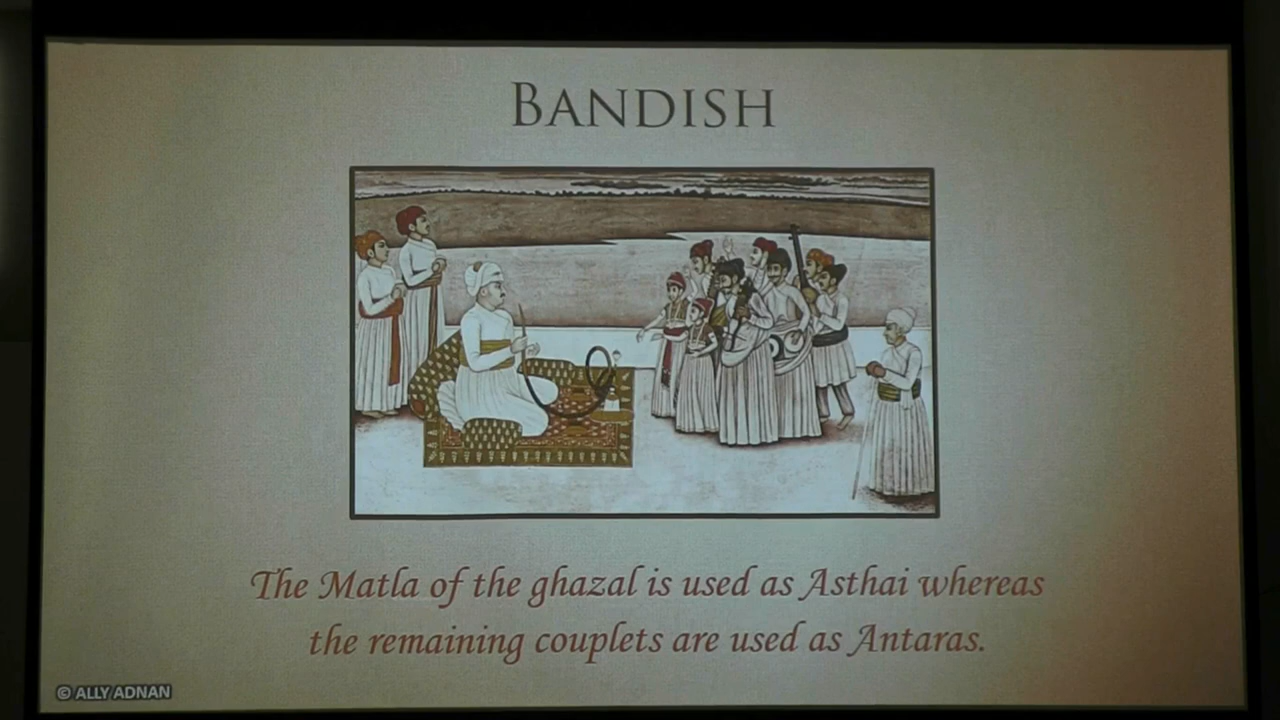 BANDISH
The Matla of the ghazal is used as Asthai whereas
the remaining couplets are used as Antaras.
© ALLY ADNAN